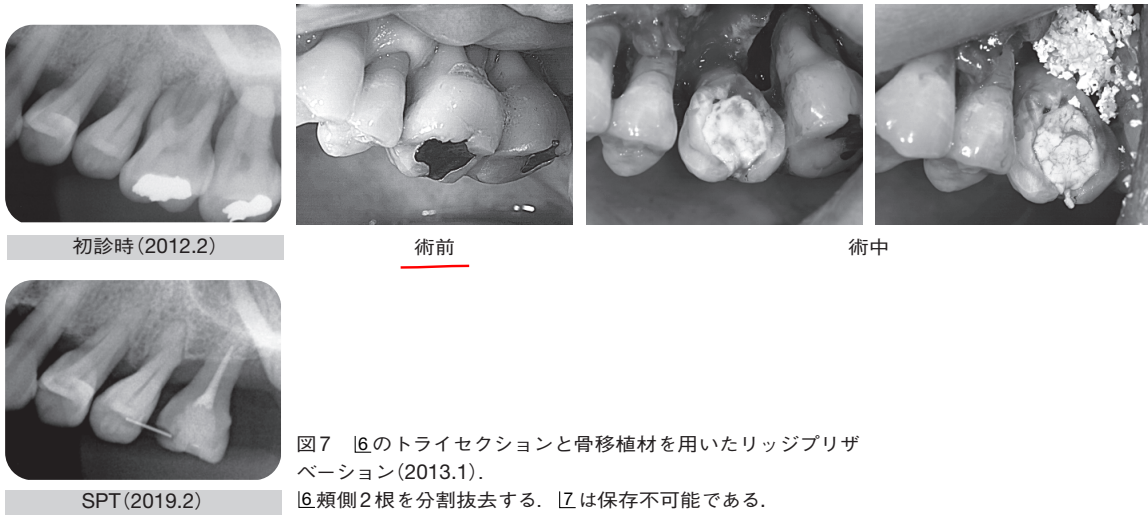 初診時(2012.2)
術前
術中
SPT(2019.2)
図7 |6のトライセクションと骨移植材を用いたリッジプリザ
ベーション(2013.1).
|6頰側2根を分割抜去する. |7は保存不可能である.